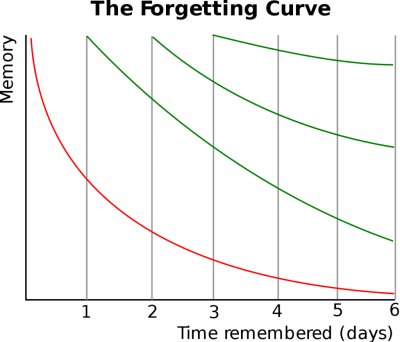 The Forgetting Curve
Memory
1 2 3 4 5 6
Time remembered (days)